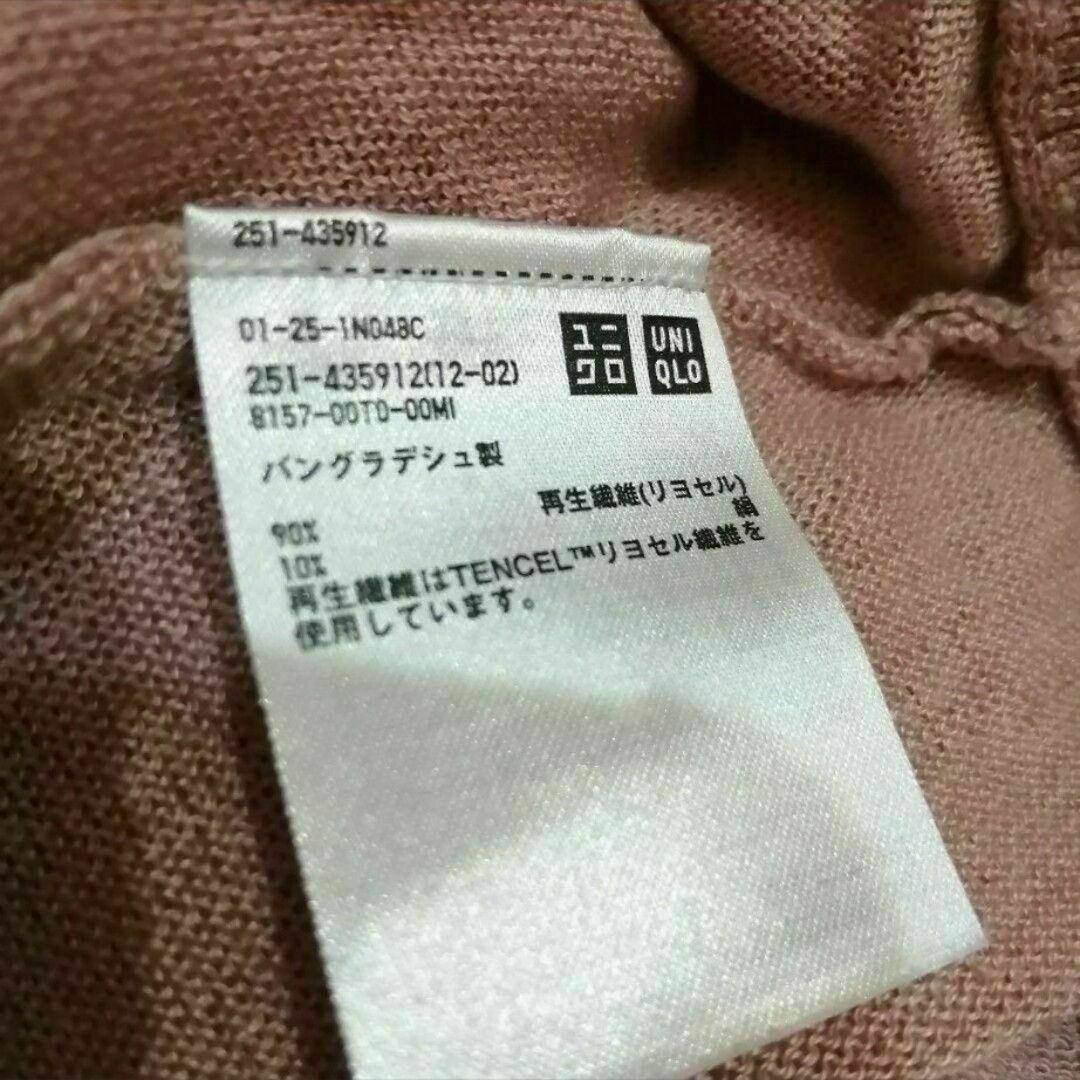 251-435912
01-25-1N048C
251-435912(12-02)
8157-00T0-00MI
ユニ
クロ
UNI
QLO
バングラデシュ製
再生繊維(リヨセル)
90%
絹
10%
再生繊維はTENCEL™リヨセル繊維を
使用しています。